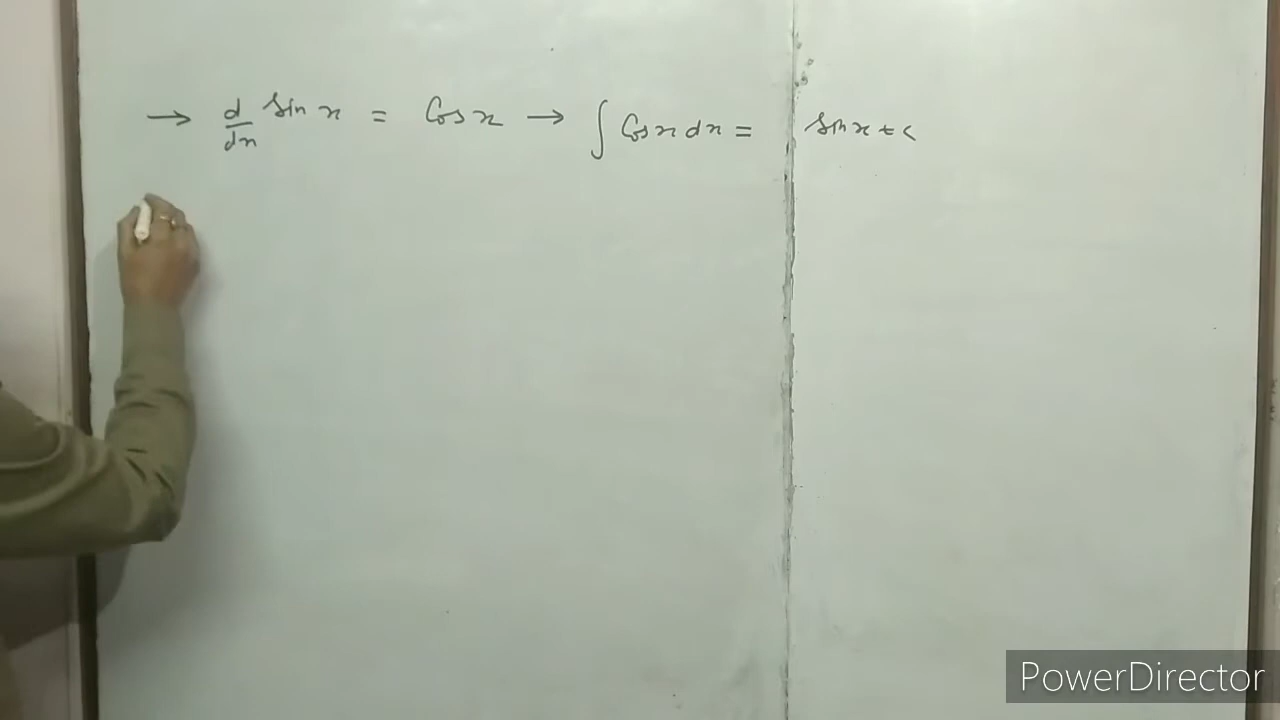 → d/dx Sin x = Cos x → ∫ Cos x dx = Sin x + c
PowerDirector